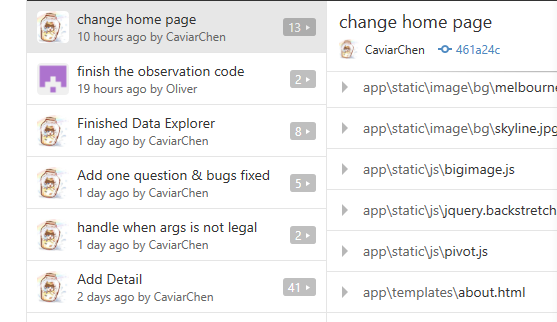 change home page
10 hours ago by CaviarChen
13
finish the observation code
19 hours ago by Oliver
2
Finished Data Explorer
1 day ago by CaviarChen
8
Add one question & bugs fixed
1 day ago by CaviarChen
5
handle when args is not legal
1 day ago by CaviarChen
2
Add Detail
2 days ago by CaviarChen
41
change home page
CaviarChen 461a24c
app\static\image\bg\melbourne
app\static\image\bg\skyline.jpg
app\static\js\bigimage.js
app\static\js\jquery.backstretch
app\static\js\pivot.js
app\templates\about.html